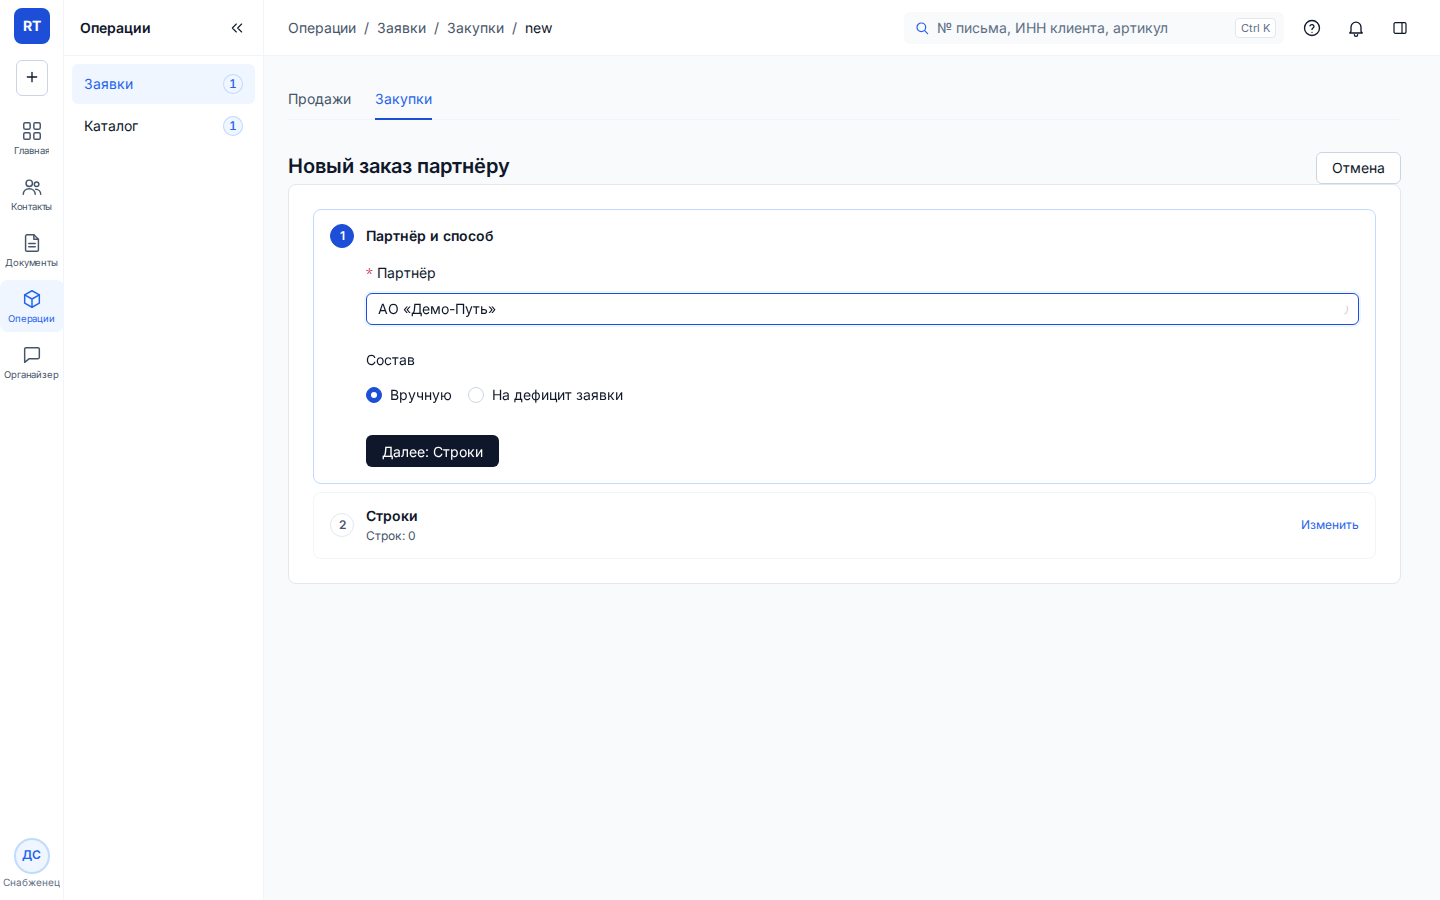 RT
Операции
Операции / Заявки / Закупки / new
№ письма, ИНН клиента, артикул
Ctrl K
+
Главная
Контакты
Документы
Операции
Органайзер
ДС
Снабженец
Заявки 1
Каталог 1
Продажи Закупки
Новый заказ партнёру
Отмена
1 Партнёр и способ
* Партнёр
АО «Демо-Путь»
Состав
Вручную На дефицит заявки
Далее: Строки
2 Строки
Строк: 0
Изменить